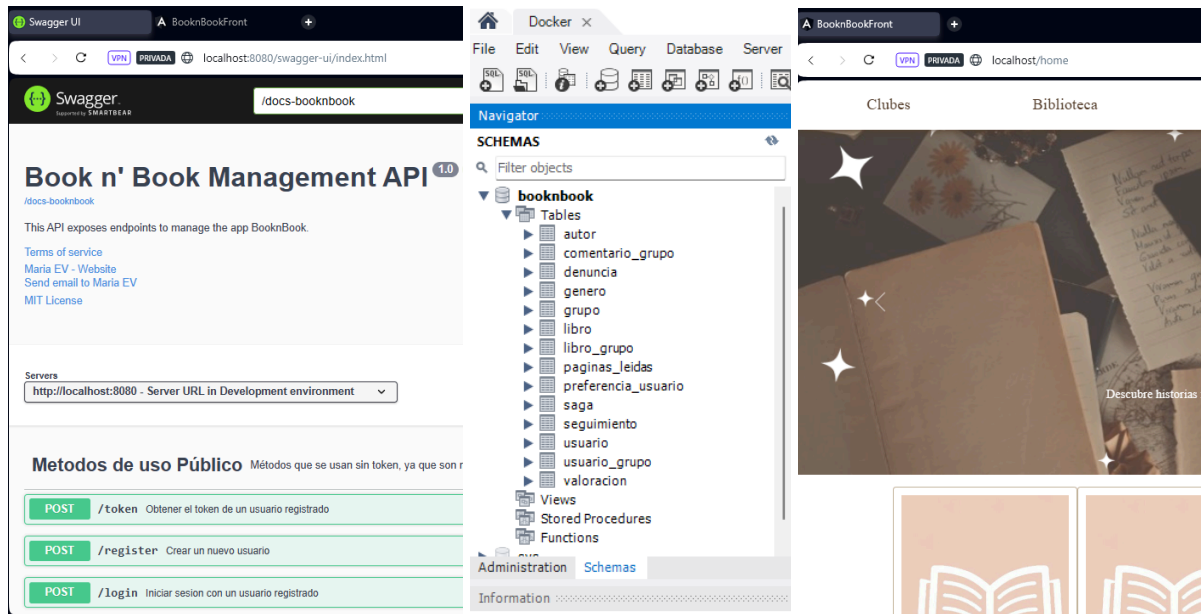 Swagger UI
BooknBookFront
VPN PRIVADA localhost:8080/swagger-ui/index.html
Swagger
Supported by SMARTBEAR
/docs-booknbook
Book n' Book Management API 1.0
/docs-booknbook
This API exposes endpoints to manage the app BooknBook.
Terms of service
Maria EV - Website
Send email to Maria EV
MIT License
Servers
http://localhost:8080 - Server URL in Development environment
Metodos de uso Público Métodos que se usan sin token, ya que son
POST /token Obtener el token de un usuario registrado
POST /register Crear un nuevo usuario
POST /login Iniciar sesion con un usuario registrado
Docker
File Edit View Query Database Server
SQL SQL
Navigator
SCHEMAS
Filter objects
booknbook
Tables
autor
comentario_grupo
denuncia
genero
grupo
libro
libro_grupo
paginas_leidas
preferencia_usuario
saga
seguimiento
usuario
usuario_grupo
valoracion
Views
Stored Procedures
Functions
sys
Administration Schemas
Information
BooknBookFront
VPN PRIVADA localhost/home
Clubes Biblioteca
Descubre historias